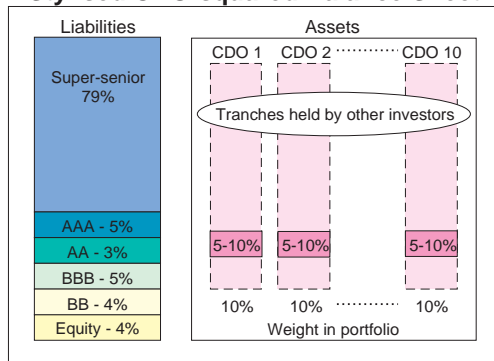 Liabilities
Super-senior
79%
AAA - 5%
AA - 3%
BBB - 5%
BB - 4%
Equity - 4%
Assets
CDO 1 CDO 2 CDO 10
Tranches held by other investors
5-10% 5-10% 5-10%
10% 10% 10%
Weight in portfolio